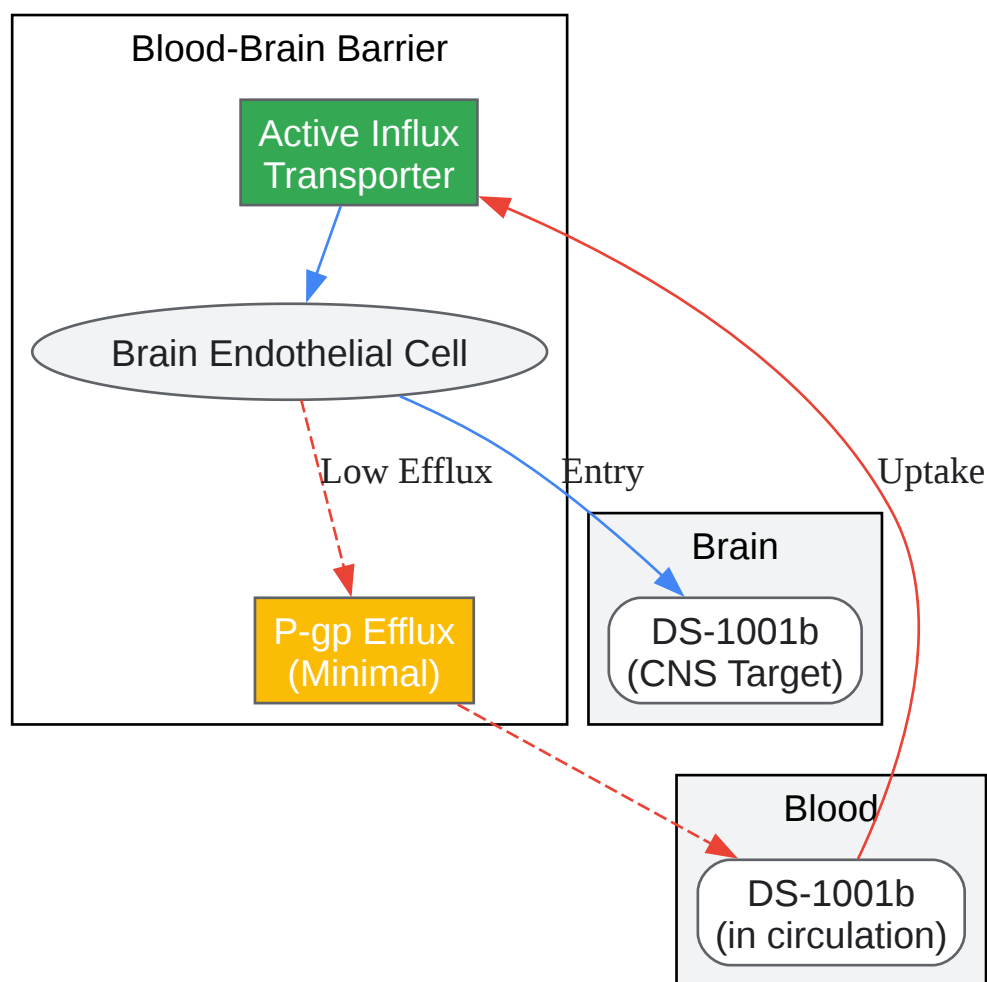 Blood-Brain Barrier
Active Influx
Transporter
Brain Endothelial Cell
Low Efflux
Entry
Uptake
Brain
P-gp Efflux
(Minimal)
DS-1001b
(CNS Target)
Blood
DS-1001b
(in circulation)